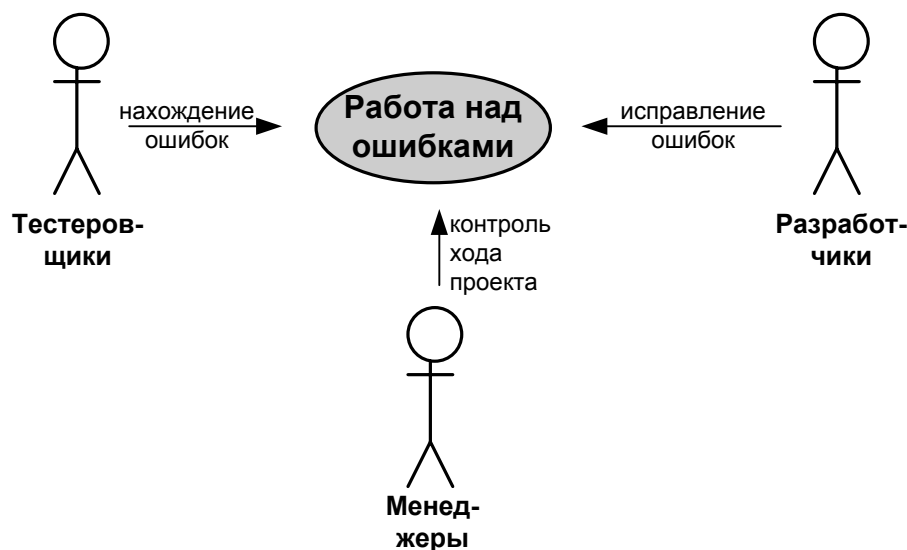 нахождение
ошибок
Работа над
ошибками
исправление
ошибок
Тестеров-
щики
контроль
хода
проекта
Разработ-
чики
Менед-
жеры